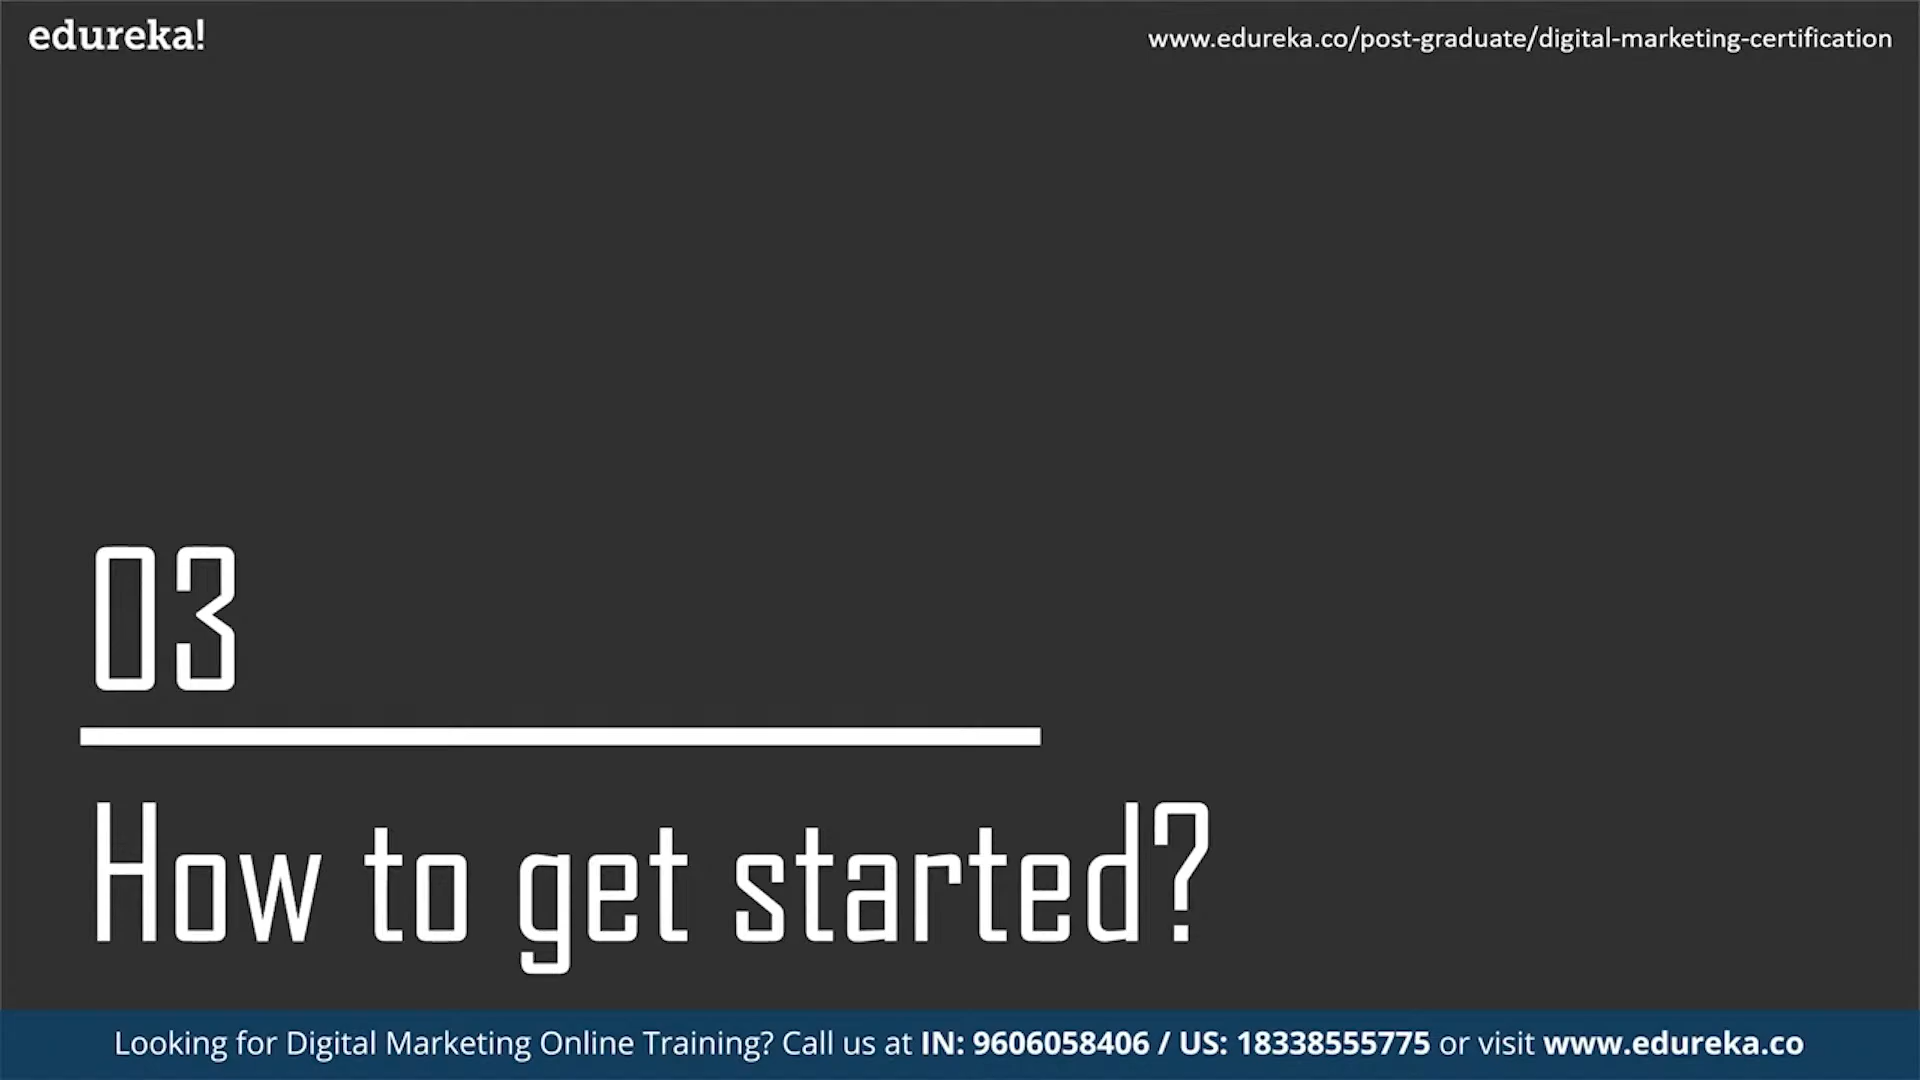 edureka!
www.edureka.co/post-graduate/digital-marketing-certification
03
How to get started?
Looking for Digital Marketing Online Training? Call us at IN: 9606058406 / US: 18338555775 or visit www.edureka.co